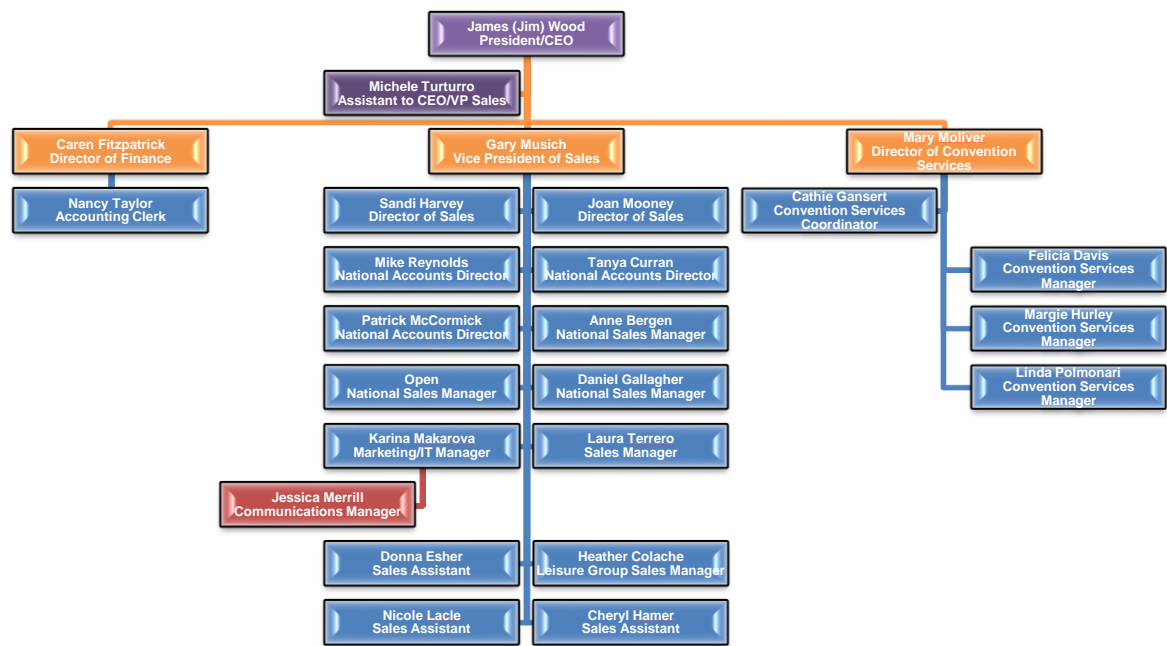 James (Jim) Wood
President/CEO
Michele Turturro
Assistant to CEO/VP Sales
Caren Fitzpatrick
Director of Finance
Gary Musich
Vice President of Sales
Mary Moliver
Director of Convention
Services
Nancy Taylor
Accounting Clerk
Sandi Harvey
Director of Sales
Joan Mooney
Director of Sales
Cathie Gansert
Convention Services
Coordinator
Mike Reynolds
National Accounts Director
Tanya Curran
National Accounts Director
Felicia Davis
Convention Services
Manager
Patrick McCormick
National Accounts Director
Anne Bergen
National Sales Manager
Margie Hurley
Convention Services
Manager
Open
National Sales Manager
Daniel Gallagher
National Sales Manager
Linda Polmonari
Convention Services
Manager
Karina Makarova
Marketing/IT Manager
Laura Terrero
Sales Manager
Jessica Merrill
Communications Manager
Donna Esher
Sales Assistant
Heather Colache
Leisure Group Sales Manager
Nicole Lacle
Sales Assistant
Cheryl Hamer
Sales Assistant